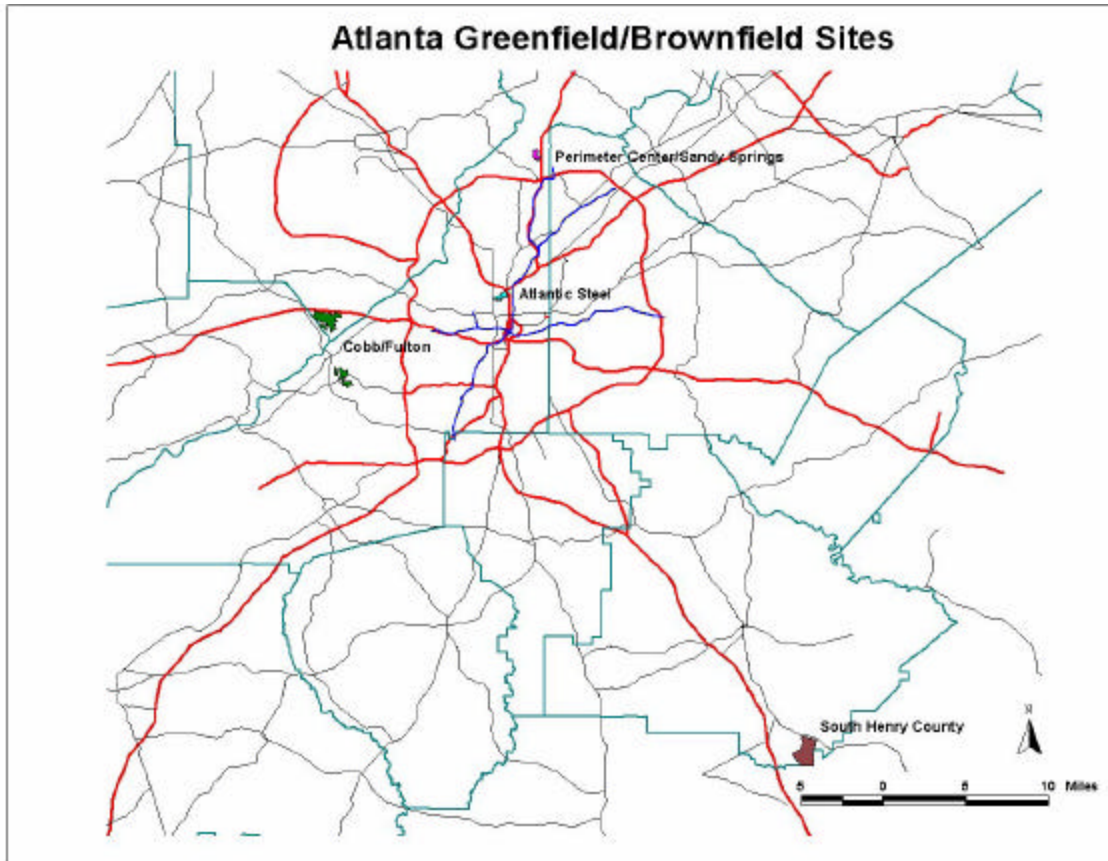 Atlanta Greenfield/Brownfield Sites
Perimeter Center/Sandy Springs
Atlantic Steel
Cobb/Fulton
South Henry County
N
5 0 5 10 Miles